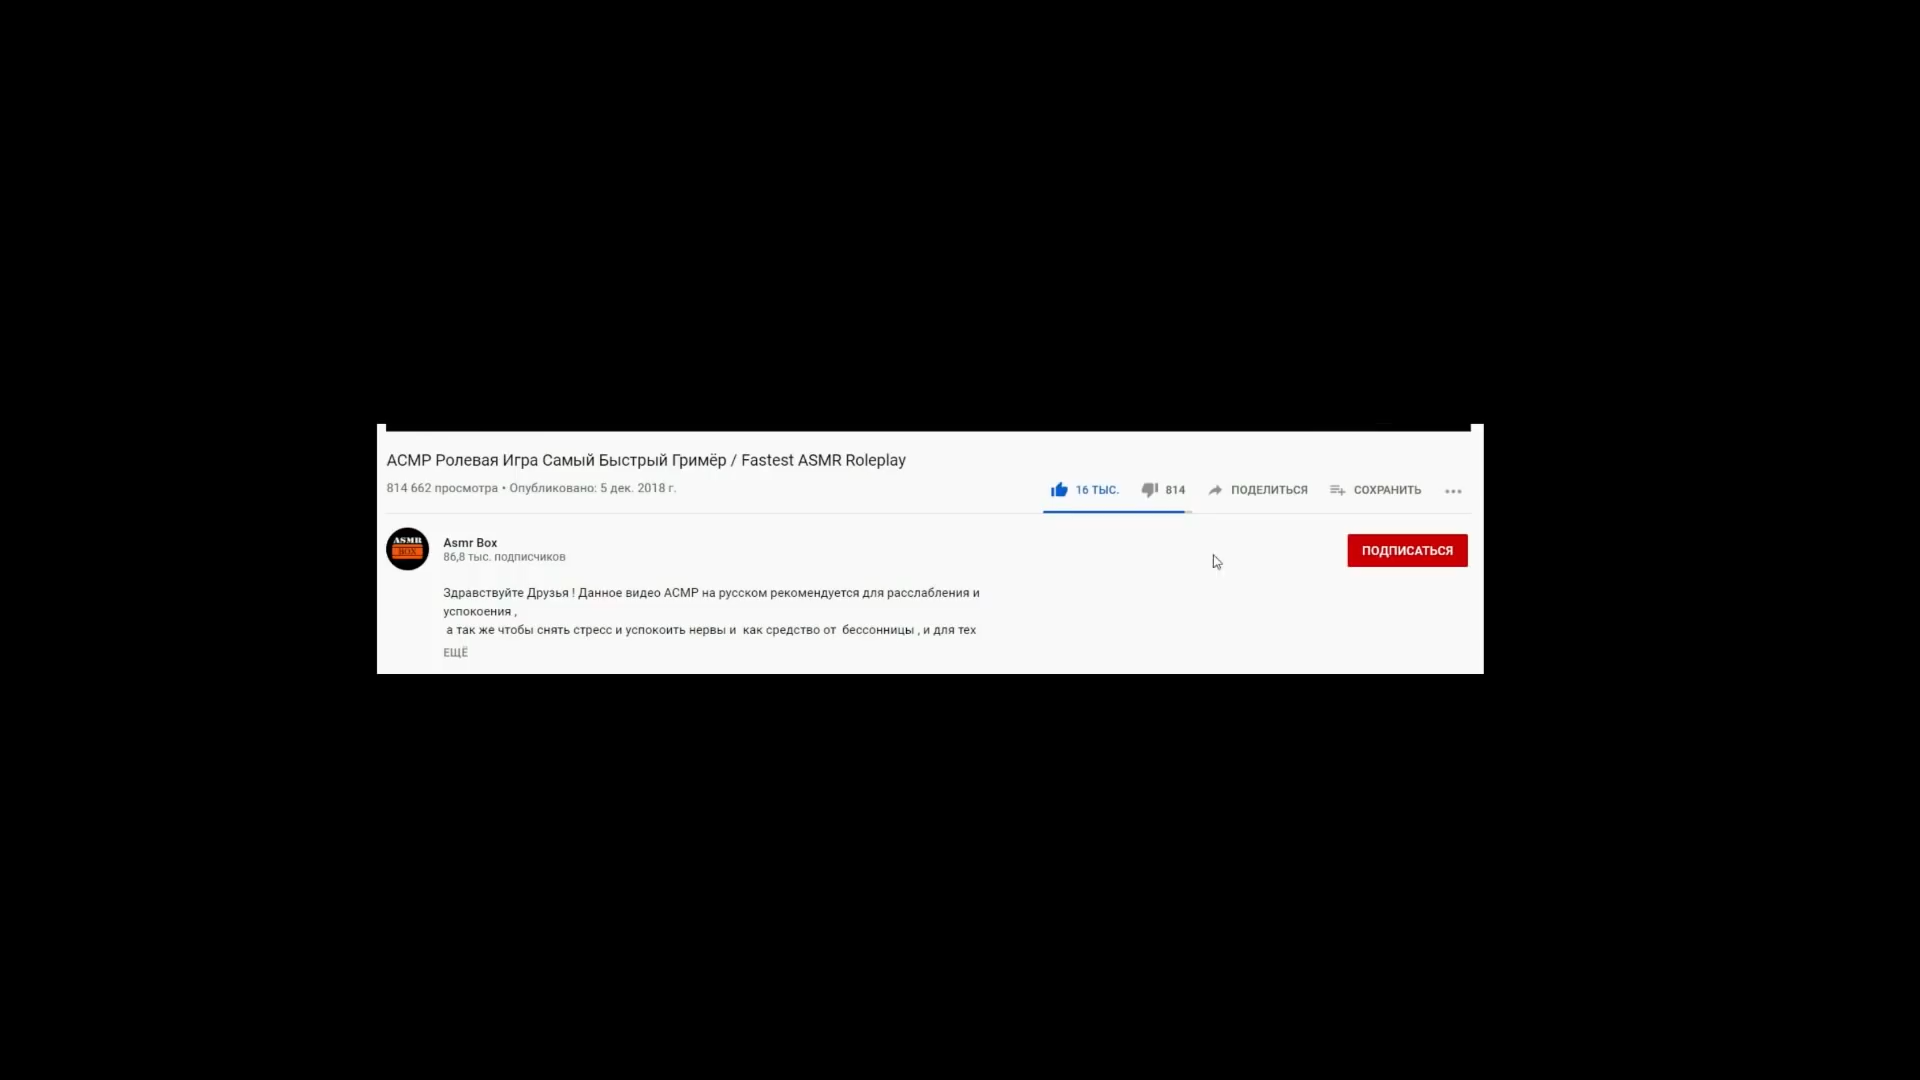 АСМР Ролевая Игра Самый Быстрый Гримёр / Fastest ASMR Roleplay
814 662 просмотра • Опубликовано: 5 дек. 2018 г.
16 ТЫС. 814 ПОДЕЛИТЬСЯ СОХРАНИТЬ
ASMR
BOX
Asmr Box
86,8 тыс. подписчиков
ПОДПИСАТЬСЯ
Здравствуйте Друзья ! Данное видео АСМР на русском рекомендуется для расслабления и
успокоения ,
а так же чтобы снять стресс и успокоить нервы и  как средство от  бессонницы , и для тех
ЕЩЁ